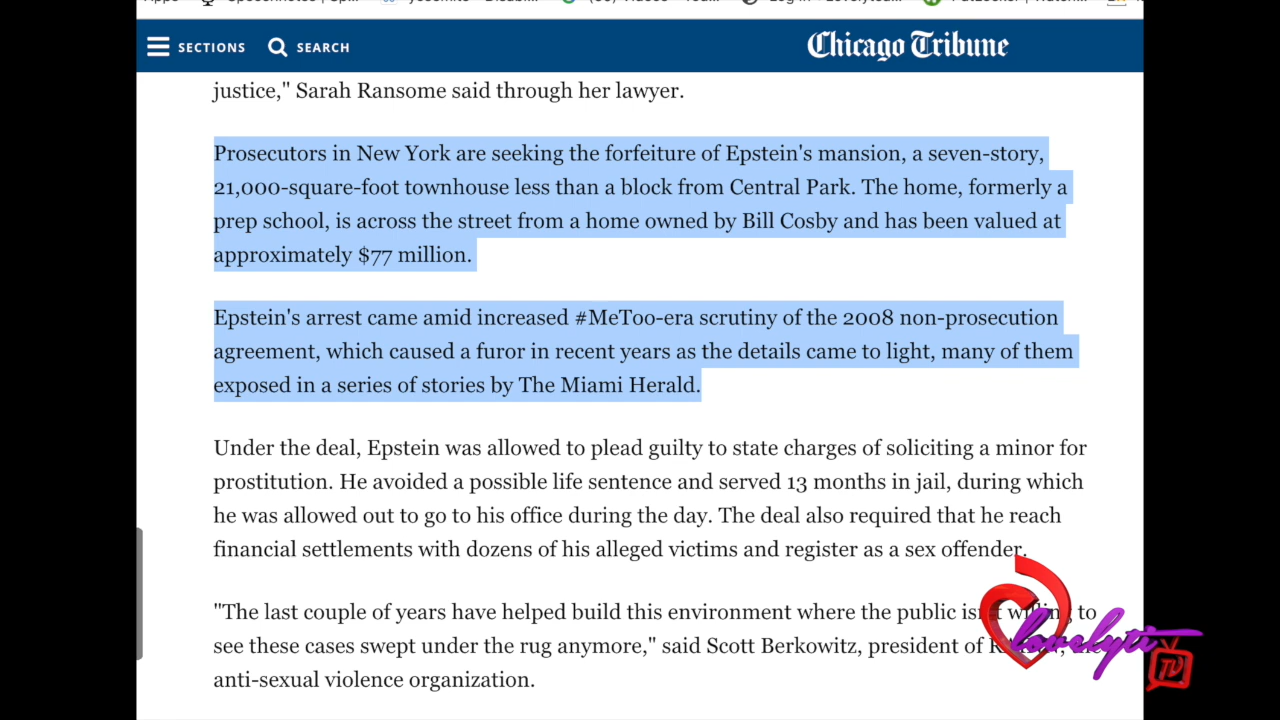 SECTIONS SEARCH Chicago Tribune
justice," Sarah Ransome said through her lawyer.
Prosecutors in New York are seeking the forfeiture of Epstein's mansion, a seven-story,
21,000-square-foot townhouse less than a block from Central Park. The home, formerly a
prep school, is across the street from a home owned by Bill Cosby and has been valued at
approximately $77 million.
Epstein's arrest came amid increased #MeToo-era scrutiny of the 2008 non-prosecution
agreement, which caused a furor in recent years as the details came to light, many of them
exposed in a series of stories by The Miami Herald.
Under the deal, Epstein was allowed to plead guilty to state charges of soliciting a minor for
prostitution. He avoided a possible life sentence and served 13 months in jail, during which
he was allowed out to go to his office during the day. The deal also required that he reach
financial settlements with dozens of his alleged victims and register as a sex offender.
"The last couple of years have helped build this environment where the public isn't willing to
see these cases swept under the rug anymore," said Scott Berkowitz, president of
anti-sexual violence organization.
lovelyti
TV